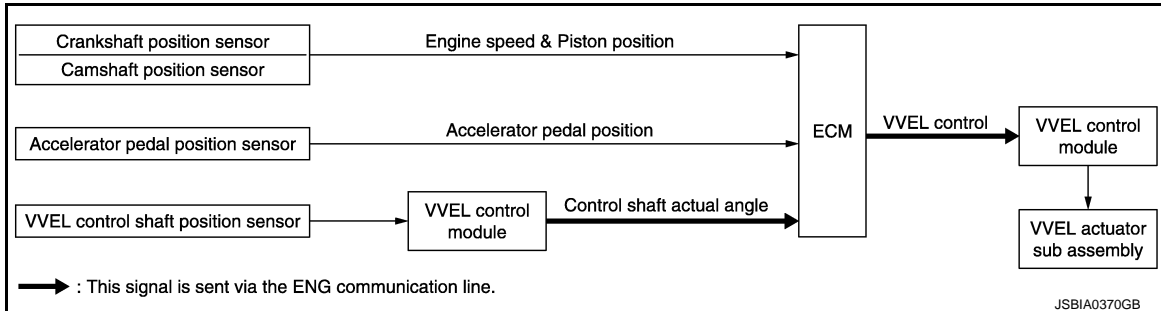 Crankshaft position sensor
Camshaft position sensor
Engine speed & Piston position
Accelerator pedal position sensor
Accelerator pedal position
VVEL control shaft position sensor
VVEL control
module
Control shaft actual angle
ECM
VVEL control
VVEL control
module
VVEL actuator
sub assembly
: This signal is sent via the ENG communication line.
JSBIA0370GB